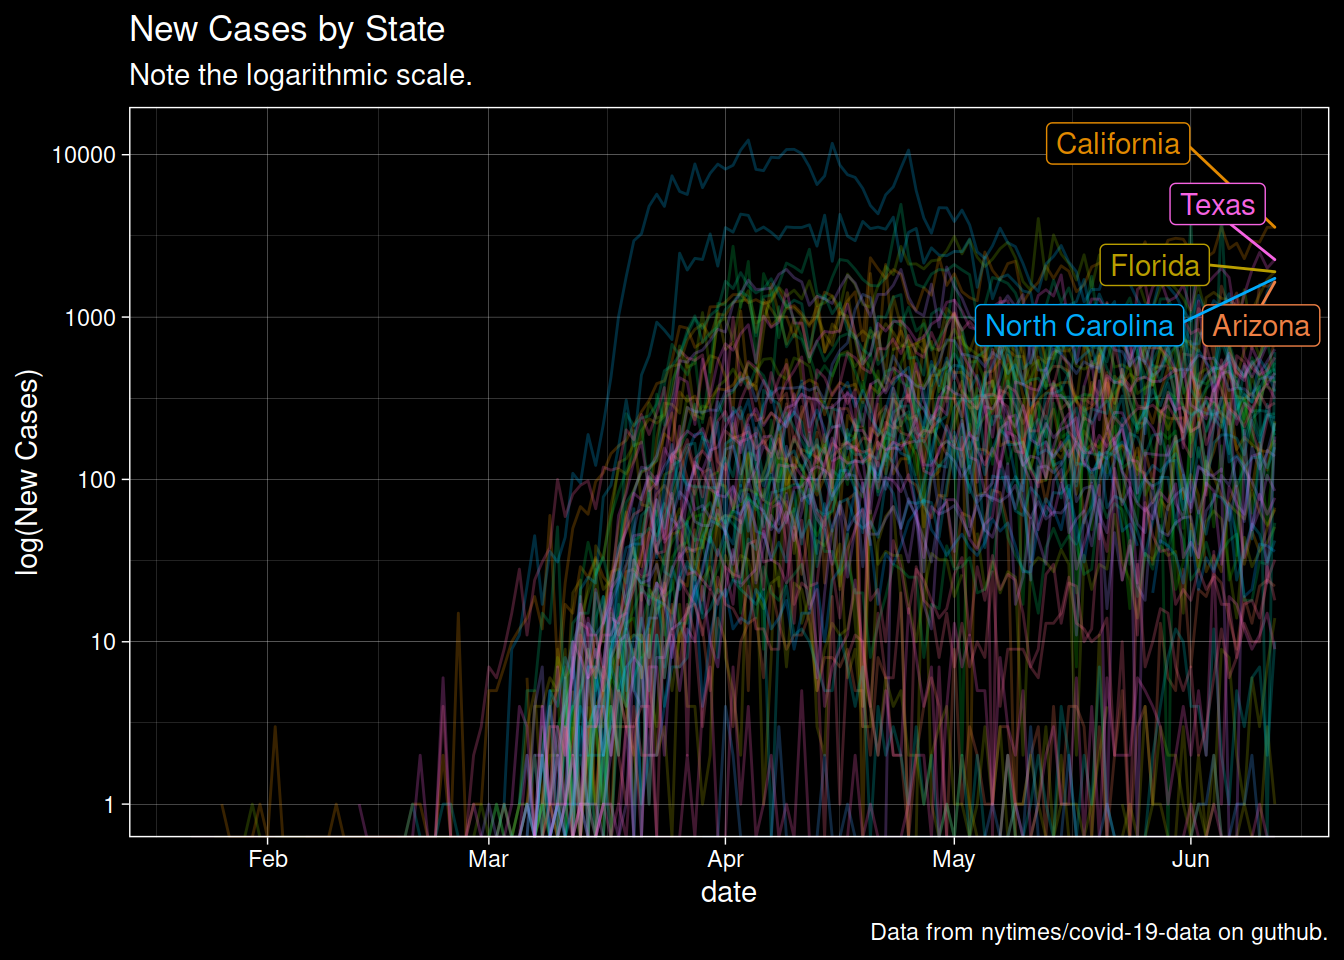 New Cases by State
Note the logarithmic scale.
log(New Cases)
10000
1000
100
10
1
California
Texas
Florida
North Carolina
Arizona
Feb
Mar
Apr
May
Jun
date
Data from nytimes/covid-19-data on guthub.